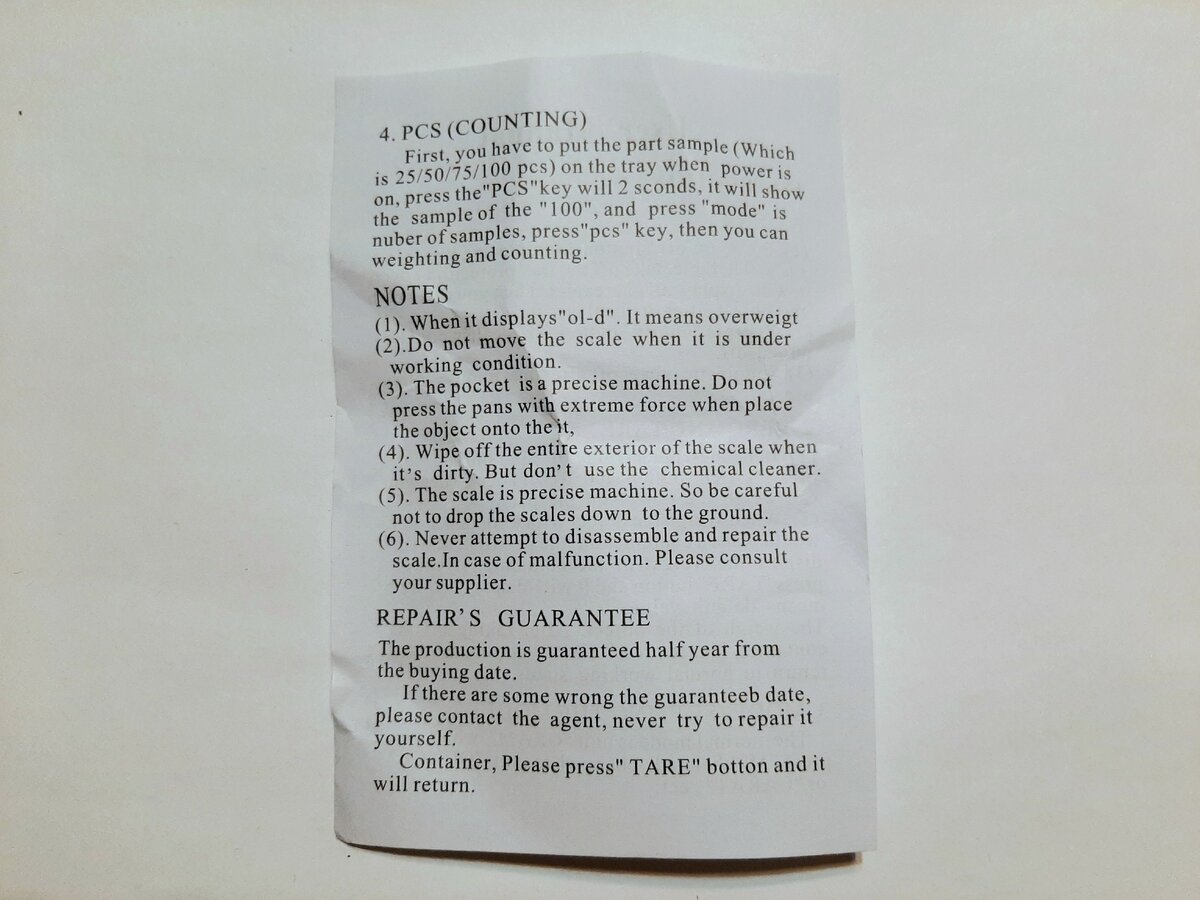 4. PCS (COUNTING)
First, you have to put the part sample (Which
is 25/50/75/100 pcs) on the tray when power is
on, press the"PCS"key will 2 sconds, it will show
the sample of the "100", and press "mode" is
nuber of samples, press"pcs" key, then you can
weighting and counting.
NOTES
(1). When it displays"ol-d". It means overweigt
(2).Do not move the scale when it is under
working condition.
(3). The pocket is a precise machine. Do not
press the pans with extreme force when place
the object onto the it,
(4). Wipe off the entire exterior of the scale when
it's dirty. But don't use the chemical cleaner.
(5). The scale is precise machine. So be careful
not to drop the scales down to the ground.
(6). Never attempt to disassemble and repair the
scale.In case of malfunction. Please consult
your supplier.
REPAIR'S GUARANTEE
The production is guaranteed half year from
the buying date.
If there are some wrong the guaranteeb date,
please contact the agent, never try to repair it
yourself.
Container, Please press" TARE" botton and it
will return.